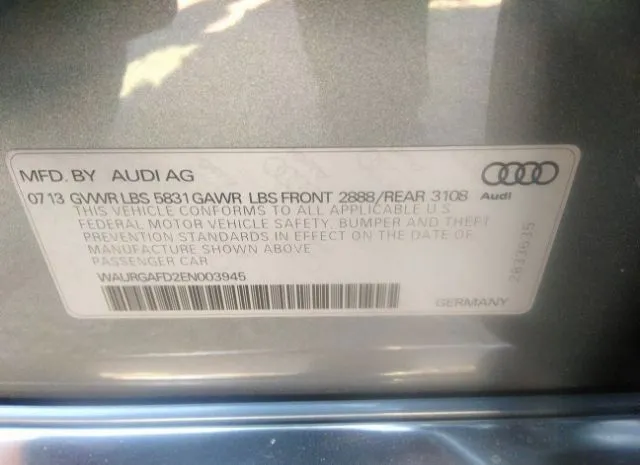 MFD. BY AUDI AG
07 13 GVWR LBS 5831 GAWR LBS FRONT 2888/REAR 3108
Audi
THIS VEHICLE CONFORMS TO ALL APPLICABLE U.S.
FEDERAL MOTOR VEHICLE SAFETY, BUMPER AND THEFT
PREVENTION STANDARDS IN EFFECT ON THE DATE OF
MANUFACTURE SHOWN ABOVE
PASSENGER CAR
WAURGAFD2EN003945
GERMANY